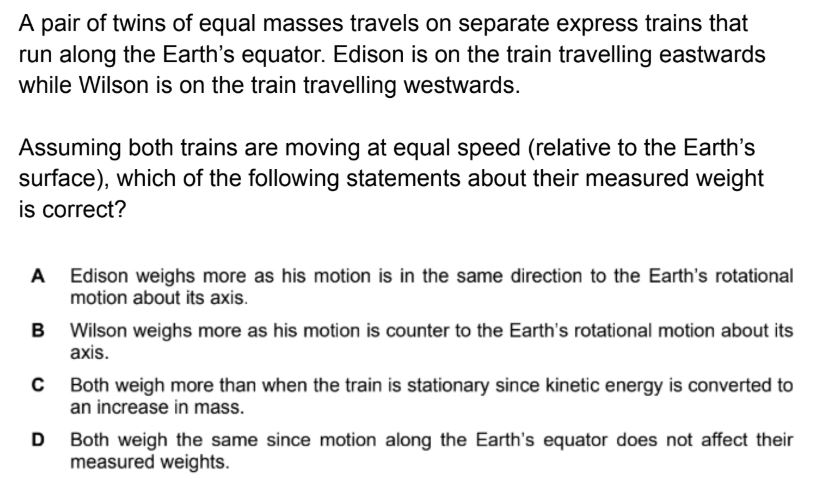 A pair of twins of equal masses travels on separate express trains that
run along the Earth's equator. Edison is on the train travelling eastwards
while Wilson is on the train travelling westwards.
Assuming both trains are moving at equal speed (relative to the Earth's
surface), which of the following statements about their measured weight
is correct?
A Edison weighs more as his motion is in the same direction to the Earth's rotational
motion about its axis.
B Wilson weighs more as his motion is counter to the Earth's rotational motion about its
axis.
C Both weigh more than when the train is stationary since kinetic energy is converted to
an increase in mass.
D Both weigh the same since motion along the Earth's equator does not affect their
measured weights.